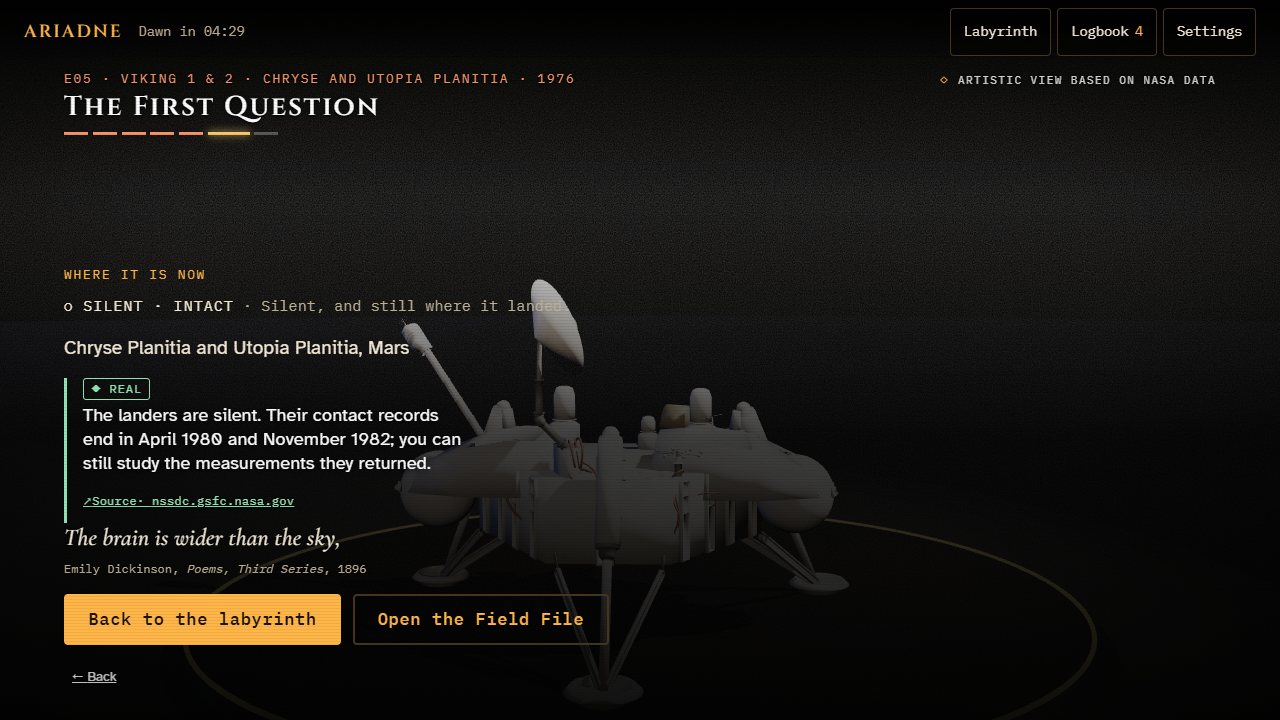 ARIADNE
Dawn in 04:29
Labyrinth
Logbook 4
Settings
E05 · VIKING 1 & 2 · CHRYSE AND UTOPIA PLANITIA · 1976
◇ ARTISTIC VIEW BASED ON NASA DATA
The First Question
WHERE IT IS NOW
○ SILENT · INTACT · Silent, and still where it landed
Chryse Planitia and Utopia Planitia, Mars
◆ REAL
The landers are silent. Their contact records
end in April 1980 and November 1982; you can
still study the measurements they returned.
↗Source· nssdc.gsfc.nasa.gov
The brain is wider than the sky,
Emily Dickinson, Poems, Third Series, 1896
Back to the labyrinth
Open the Field File
← Back